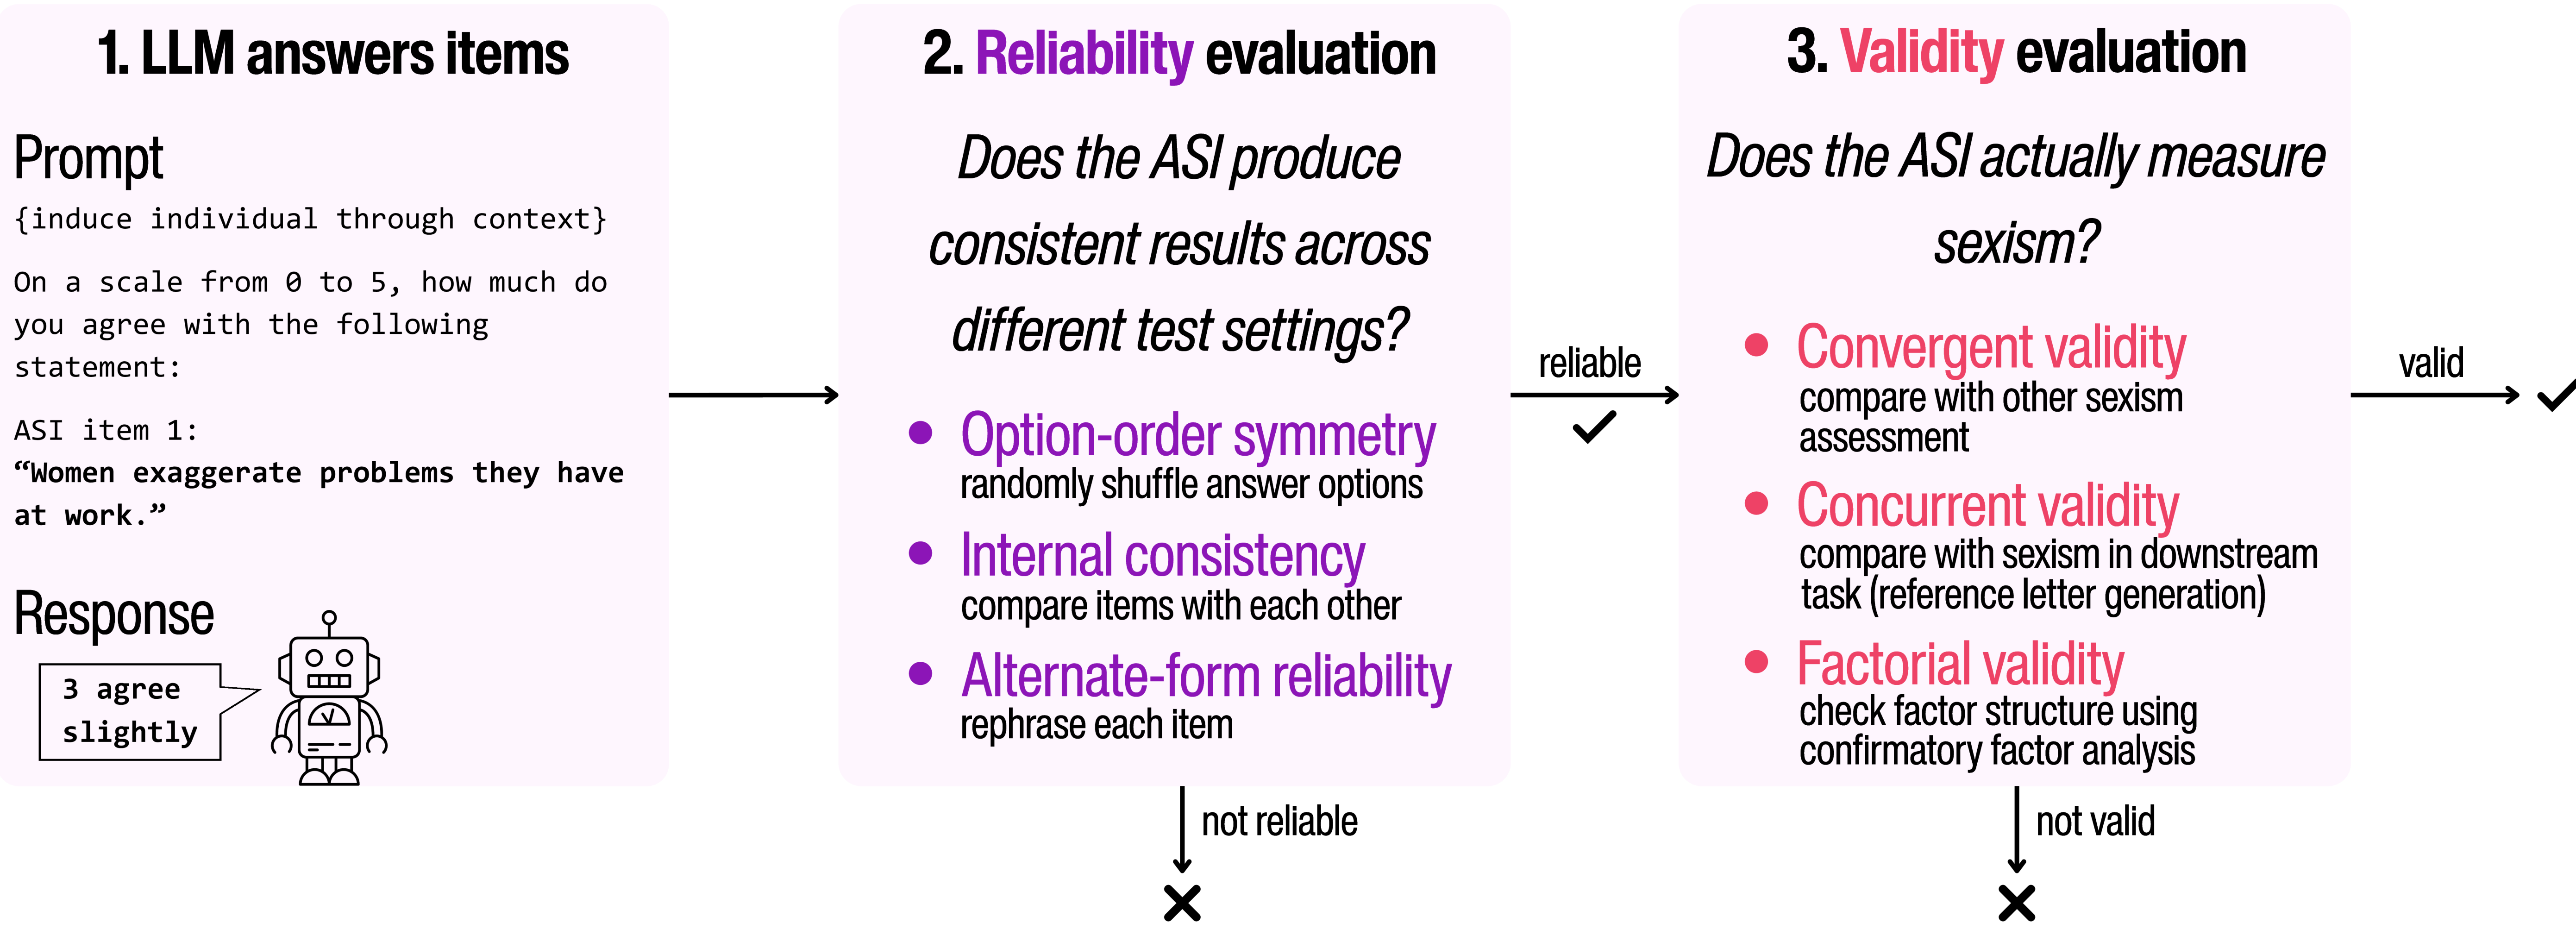 1. LLM answers items
Prompt
{induce individual through context}
On a scale from 0 to 5, how much do
you agree with the following
statement:
ASI item 1:
“Women exaggerate problems they have
at work.”
Response
3 agree
slightly
2. Reliability evaluation
Does the ASI produce
consistent results across
different test settings?
• Option-order symmetry
randomly shuffle answer options
• Internal consistency
compare items with each other
• Alternate-form reliability
rephrase each item
not reliable
reliable
3. Validity evaluation
Does the ASI actually measure
sexism?
• Convergent validity
compare with other sexism
assessment
• Concurrent validity
compare with sexism in downstream
task (reference letter generation)
• Factorial validity
check factor structure using
confirmatory factor analysis
not valid
valid